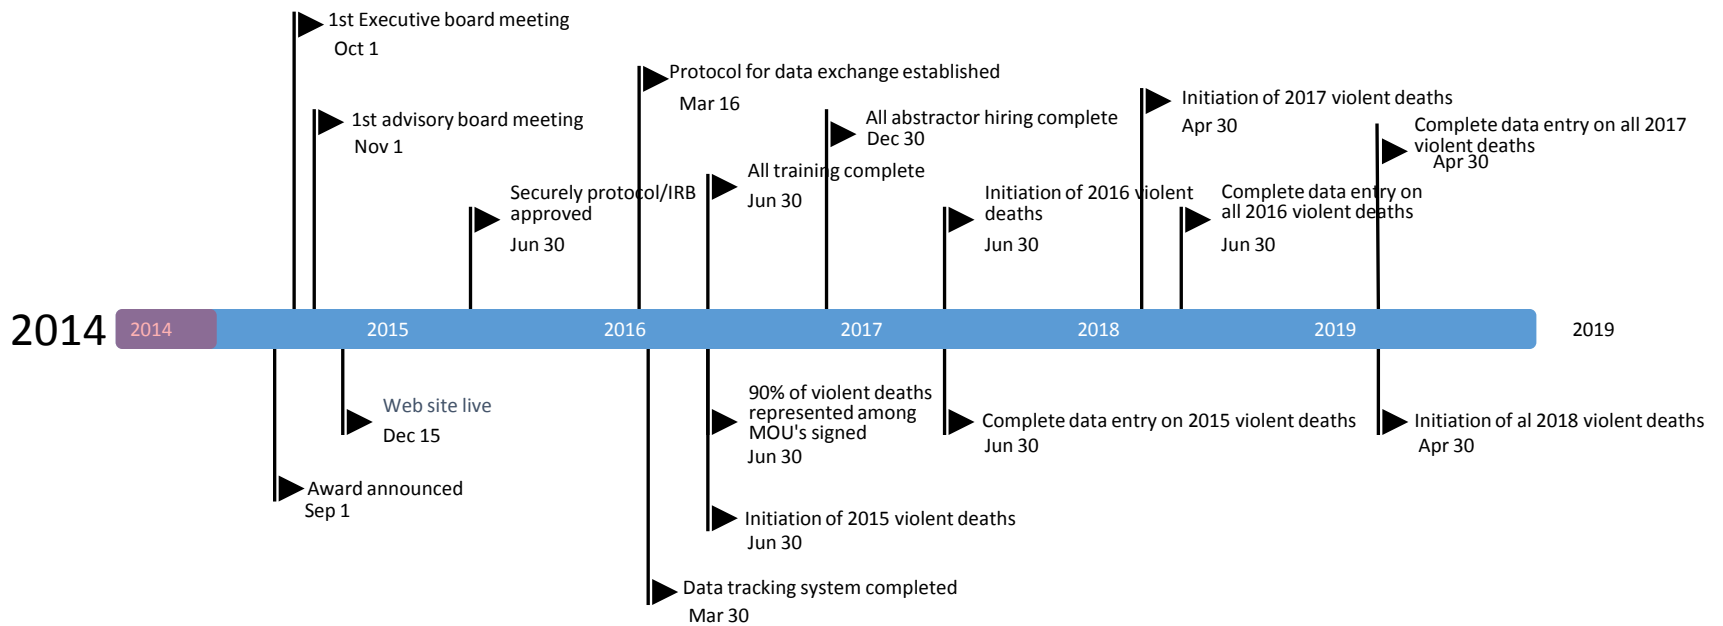 1st Executive board meeting
Oct 1
Protocol for data exchange established
Mar 16
Initiation of 2017 violent deaths
Apr 30
1st advisory board meeting
Nov 1
All abstractor hiring complete
Dec 30
Complete data entry on all 2017
violent deaths
Apr 30
All training complete
Jun 30
Securely protocol/IRB
approved
Jun 30
Initiation of 2016 violent
deaths
Jun 30
Complete data entry on
all 2016 violent deaths
Jun 30
2014
2014
2015
2016
2017
2018
2019
2019
Web site live
Dec 15
90% of violent deaths
represented among
MOU's signed
Jun 30
Complete data entry on 2015 violent deaths
Jun 30
Initiation of al 2018 violent deaths
Apr 30
Award announced
Sep 1
Initiation of 2015 violent deaths
Jun 30
Data tracking system completed
Mar 30